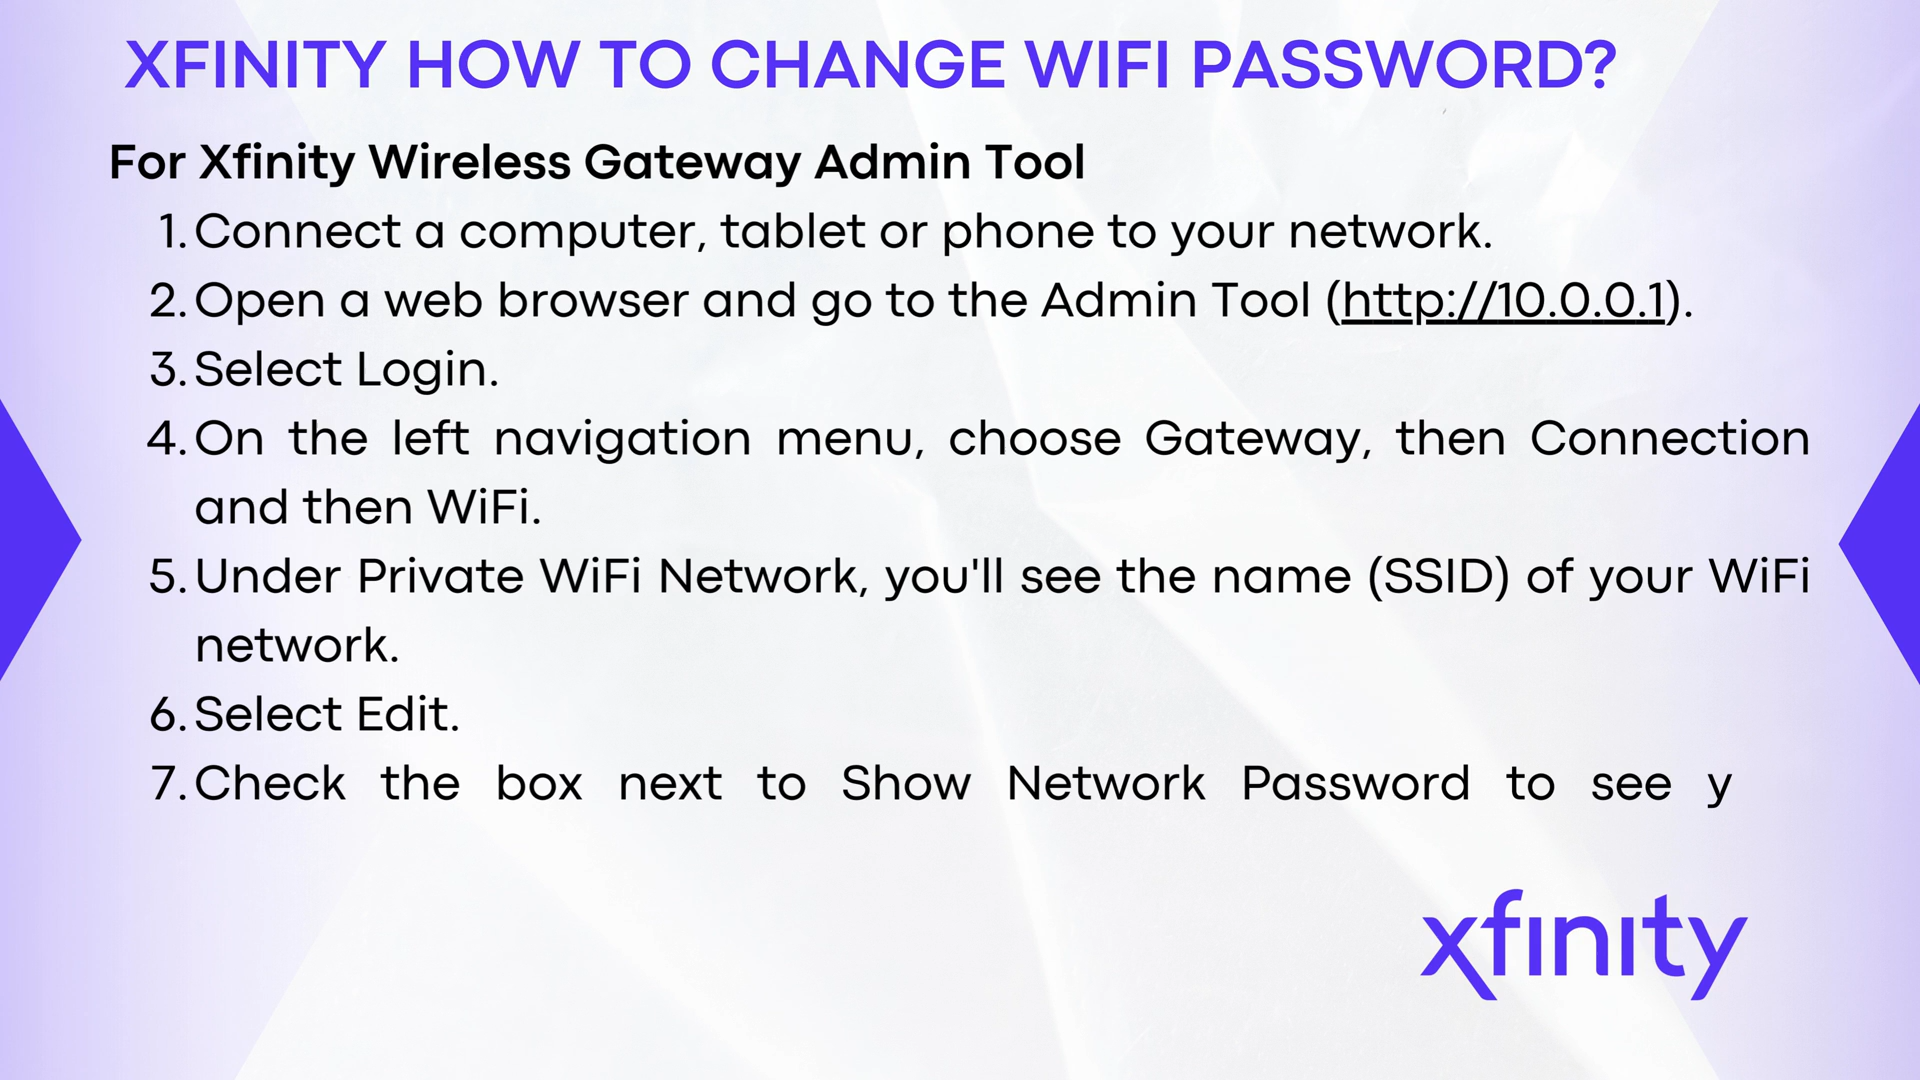 XFINITY HOW TO CHANGE WIFI PASSWORD?
For Xfinity Wireless Gateway Admin Tool
1. Connect a computer, tablet or phone to your network.
2. Open a web browser and go to the Admin Tool (http://10.0.0.1).
3. Select Login.
4. On the left navigation menu, choose Gateway, then Connection
and then WiFi.
5. Under Private WiFi Network, you'll see the name (SSID) of your WiFi
network.
6. Select Edit.
7. Check the box next to Show Network Password to see y
xfinity